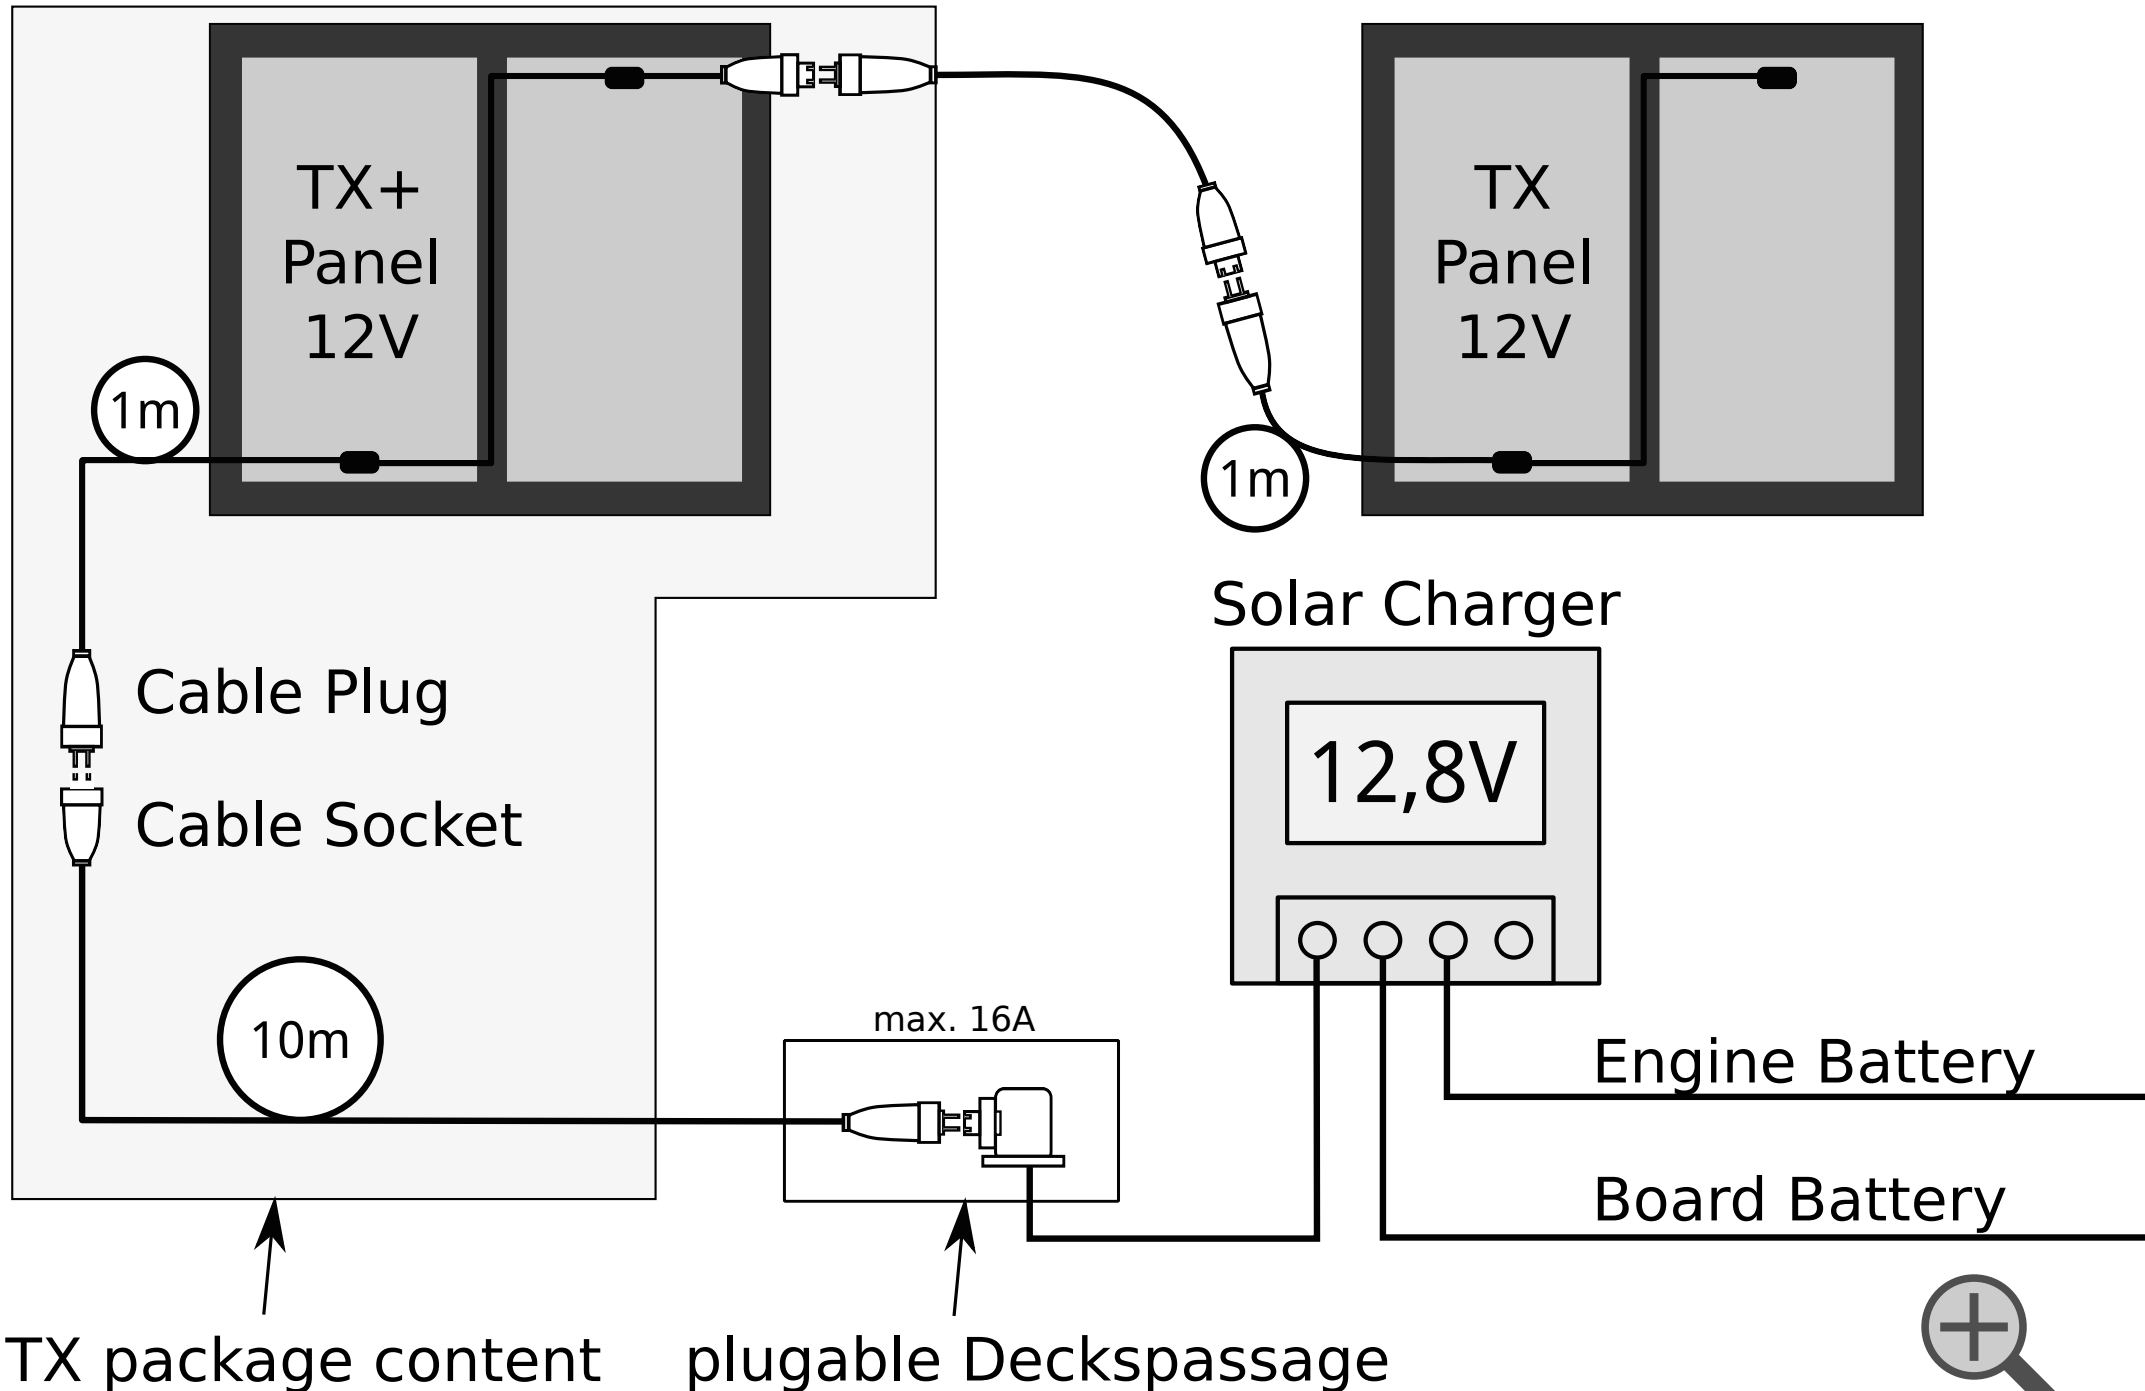 TX+
Panel
12V
TX
Panel
12V
1m
1m
Solar Charger
Cable Plug
12,8V
Cable Socket
10m
max. 16A
Engine Battery
Board Battery
TX package content
plugable Deckspassage